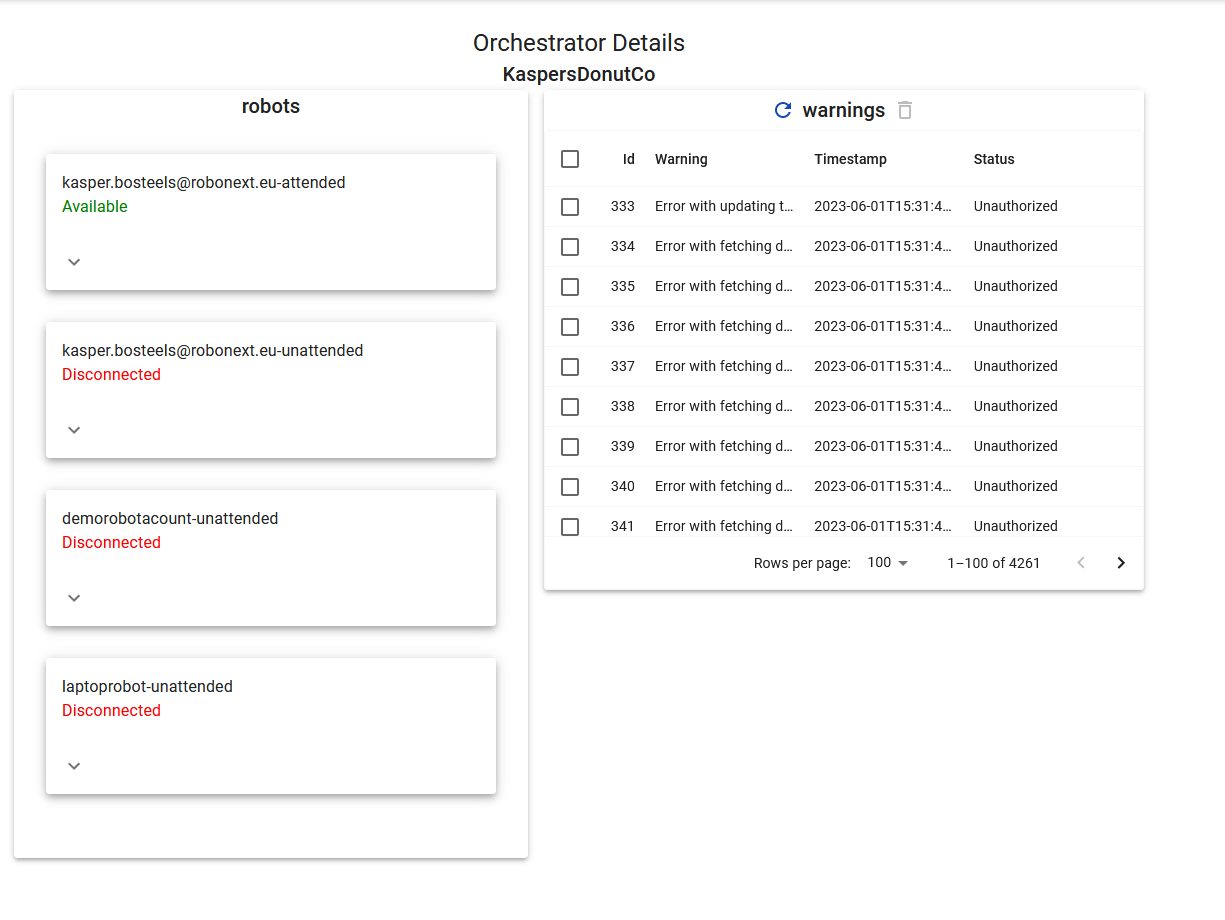 Orchestrator Details
KaspersDonutCo
robots
kasper.bosteels@robonext.eu-attended
Available
kasper.bosteels@robonext.eu-unattended
Disconnected
demorobotacount-unattended
Disconnected
laptoprobot-unattended
Disconnected
warnings
Id Warning Timestamp Status
333 Error with updating t... 2023-06-01T15:31:4... Unauthorized
334 Error with fetching d... 2023-06-01T15:31:4... Unauthorized
335 Error with fetching d... 2023-06-01T15:31:4... Unauthorized
336 Error with fetching d... 2023-06-01T15:31:4... Unauthorized
337 Error with fetching d... 2023-06-01T15:31:4... Unauthorized
338 Error with fetching d... 2023-06-01T15:31:4... Unauthorized
339 Error with fetching d... 2023-06-01T15:31:4... Unauthorized
340 Error with fetching d... 2023-06-01T15:31:4... Unauthorized
341 Error with fetching d... 2023-06-01T15:31:4... Unauthorized
Rows per page: 100 1–100 of 4261